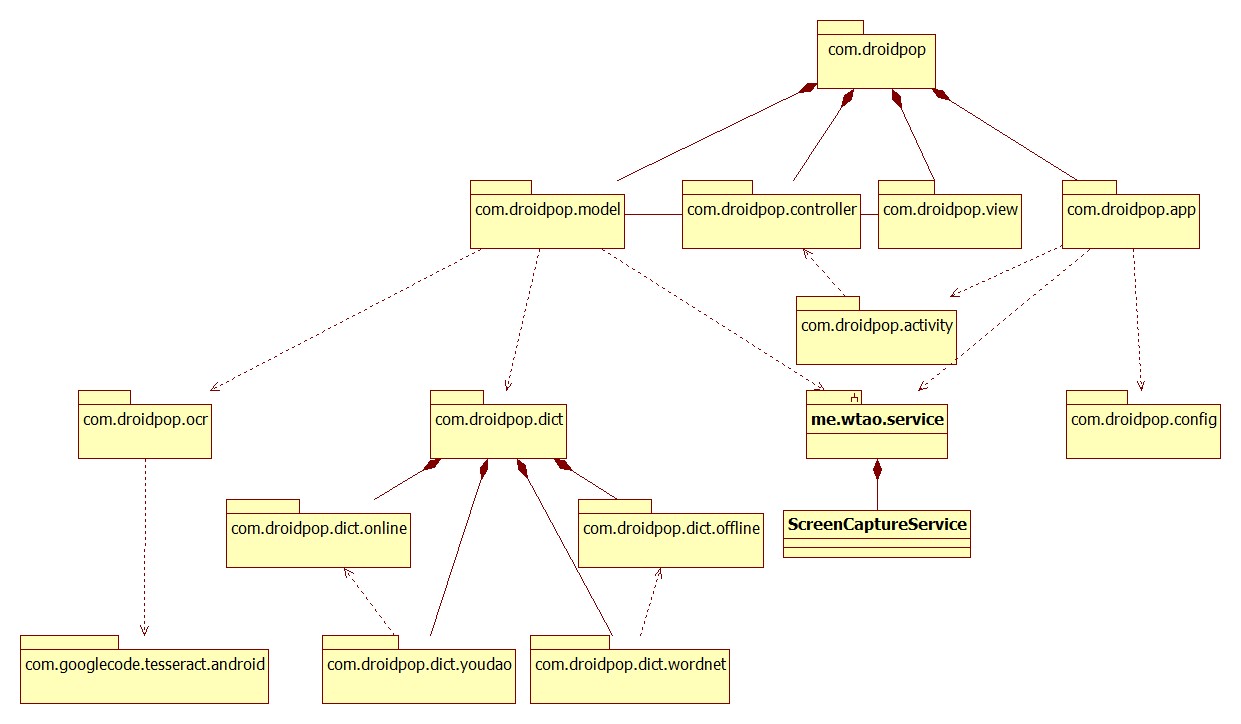 com.droidpop
com.droidpop.model
com.droidpop.controller
com.droidpop.view
com.droidpop.app
com.droidpop.activity
com.droidpop.ocr
com.droidpop.dict
me.wtao.service
com.droidpop.config
com.droidpop.dict.online
com.droidpop.dict.offline
ScreenCaptureService
com.googlecode.tesseract.android
com.droidpop.dict.youdao
com.droidpop.dict.wordnet